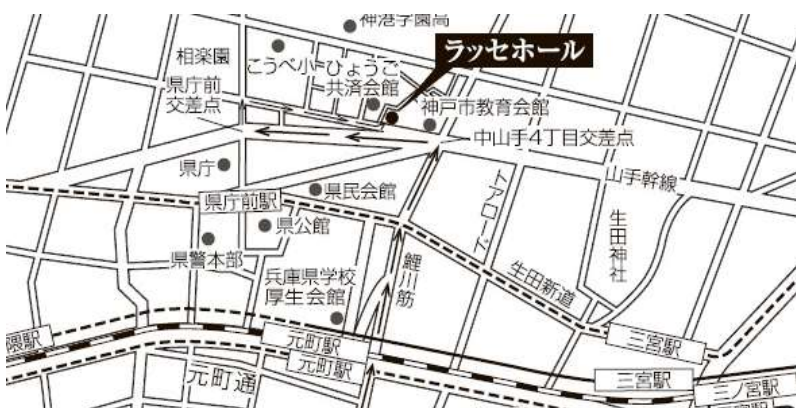 神港学園高
ラッセホール
相楽園
こうべ小
ひょうご
共済会館
県庁前
交差点
神戸市教育会館
中山手4丁目交差点
県庁
県民会館
山手幹線
県庁前駅
トアロード
県公館
生田神社
県警本部
鯉川筋
生田新道
兵庫県学校
厚生会館
元町駅
三宮駅
元町駅
元町通
三宮駅
三ノ宮駅